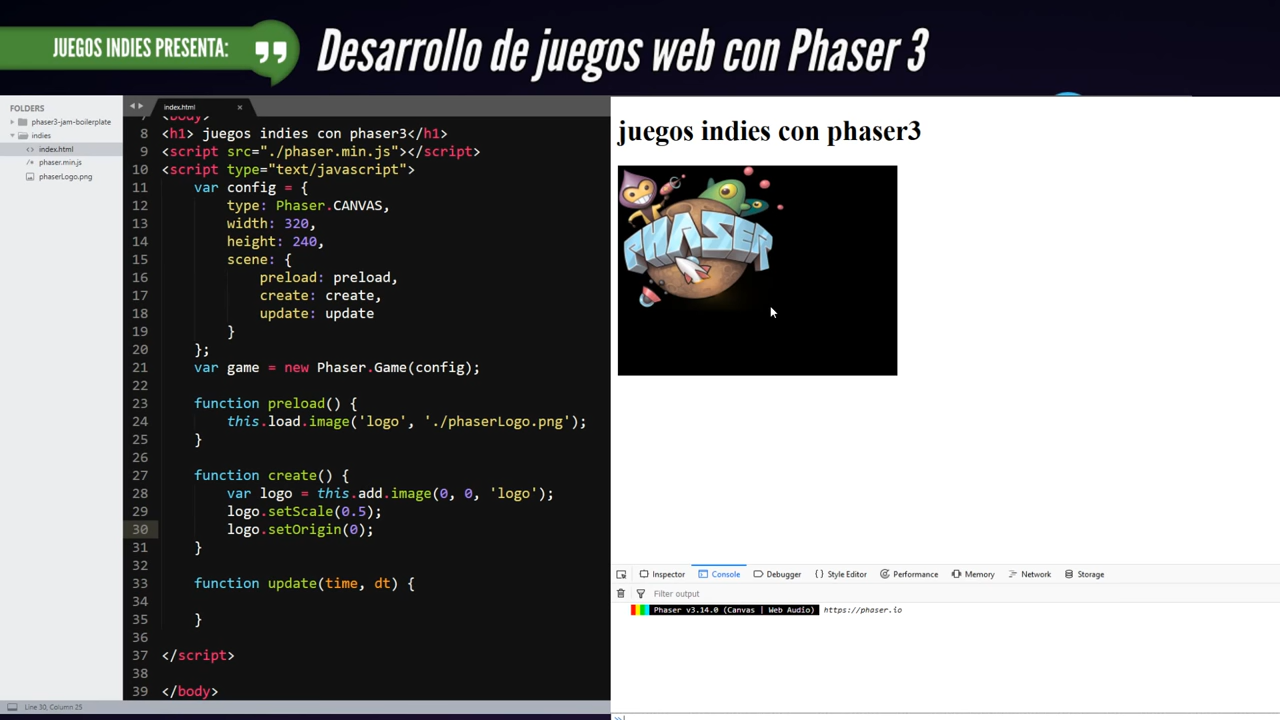 JUEGOS INDIES PRESENTA:
Desarrollo de juegos web con Phaser 3
FOLDERS
phaser3-jam-boilerplate
indies
<> index.html
/* phaser.min.js
phaserLogo.png
index.html ×
7 <body>
8 <h1> juegos indies con phaser3</h1>
9 <script src="./phaser.min.js"></script>
10 <script type="text/javascript">
11 var config = {
12 type: Phaser.CANVAS,
13 width: 320,
14 height: 240,
15 scene: {
16 preload: preload,
17 create: create,
18 update: update
19 }
20 };
21 var game = new Phaser.Game(config);
22
23 function preload() {
24 this.load.image('logo', './phaserLogo.png');
25 }
26
27 function create() {
28 var logo = this.add.image(0, 0, 'logo');
29 logo.setScale(0.5);
30 logo.setOrigin(0);
31 }
32
33 function update(time, dt) {
34
35 }
36
37 </script>
38
39 </body>
Line 30, Column 25
juegos indies con phaser3
PHASER
Inspector Console Debugger {} Style Editor Performance Memory Network Storage
Filter output
Phaser v3.14.0 (Canvas | Web Audio) https://phaser.io